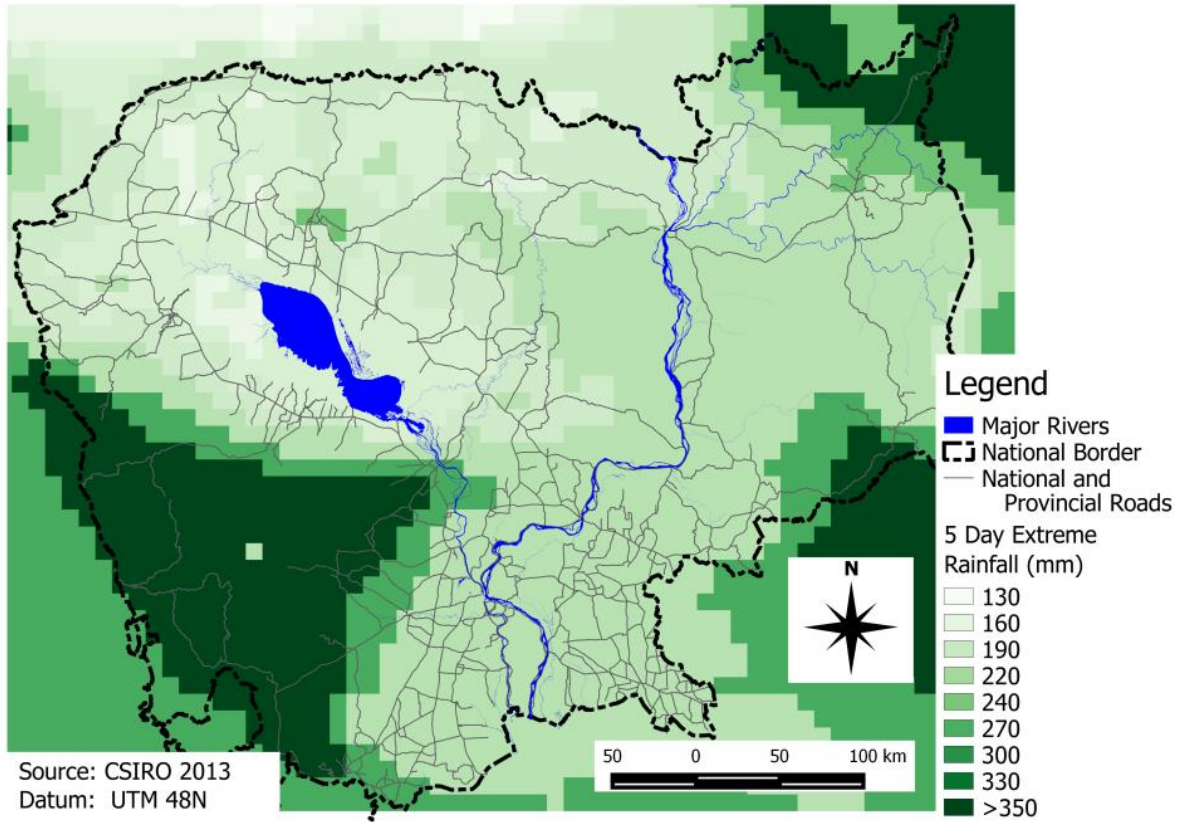 Legend
Major Rivers
National Border
National and
Provincial Roads
5 Day Extreme
Rainfall (mm)
130
160
190
220
240
270
300
330
>350
N
50 0 50 100 km
Source: CSIRO 2013
Datum: UTM 48N